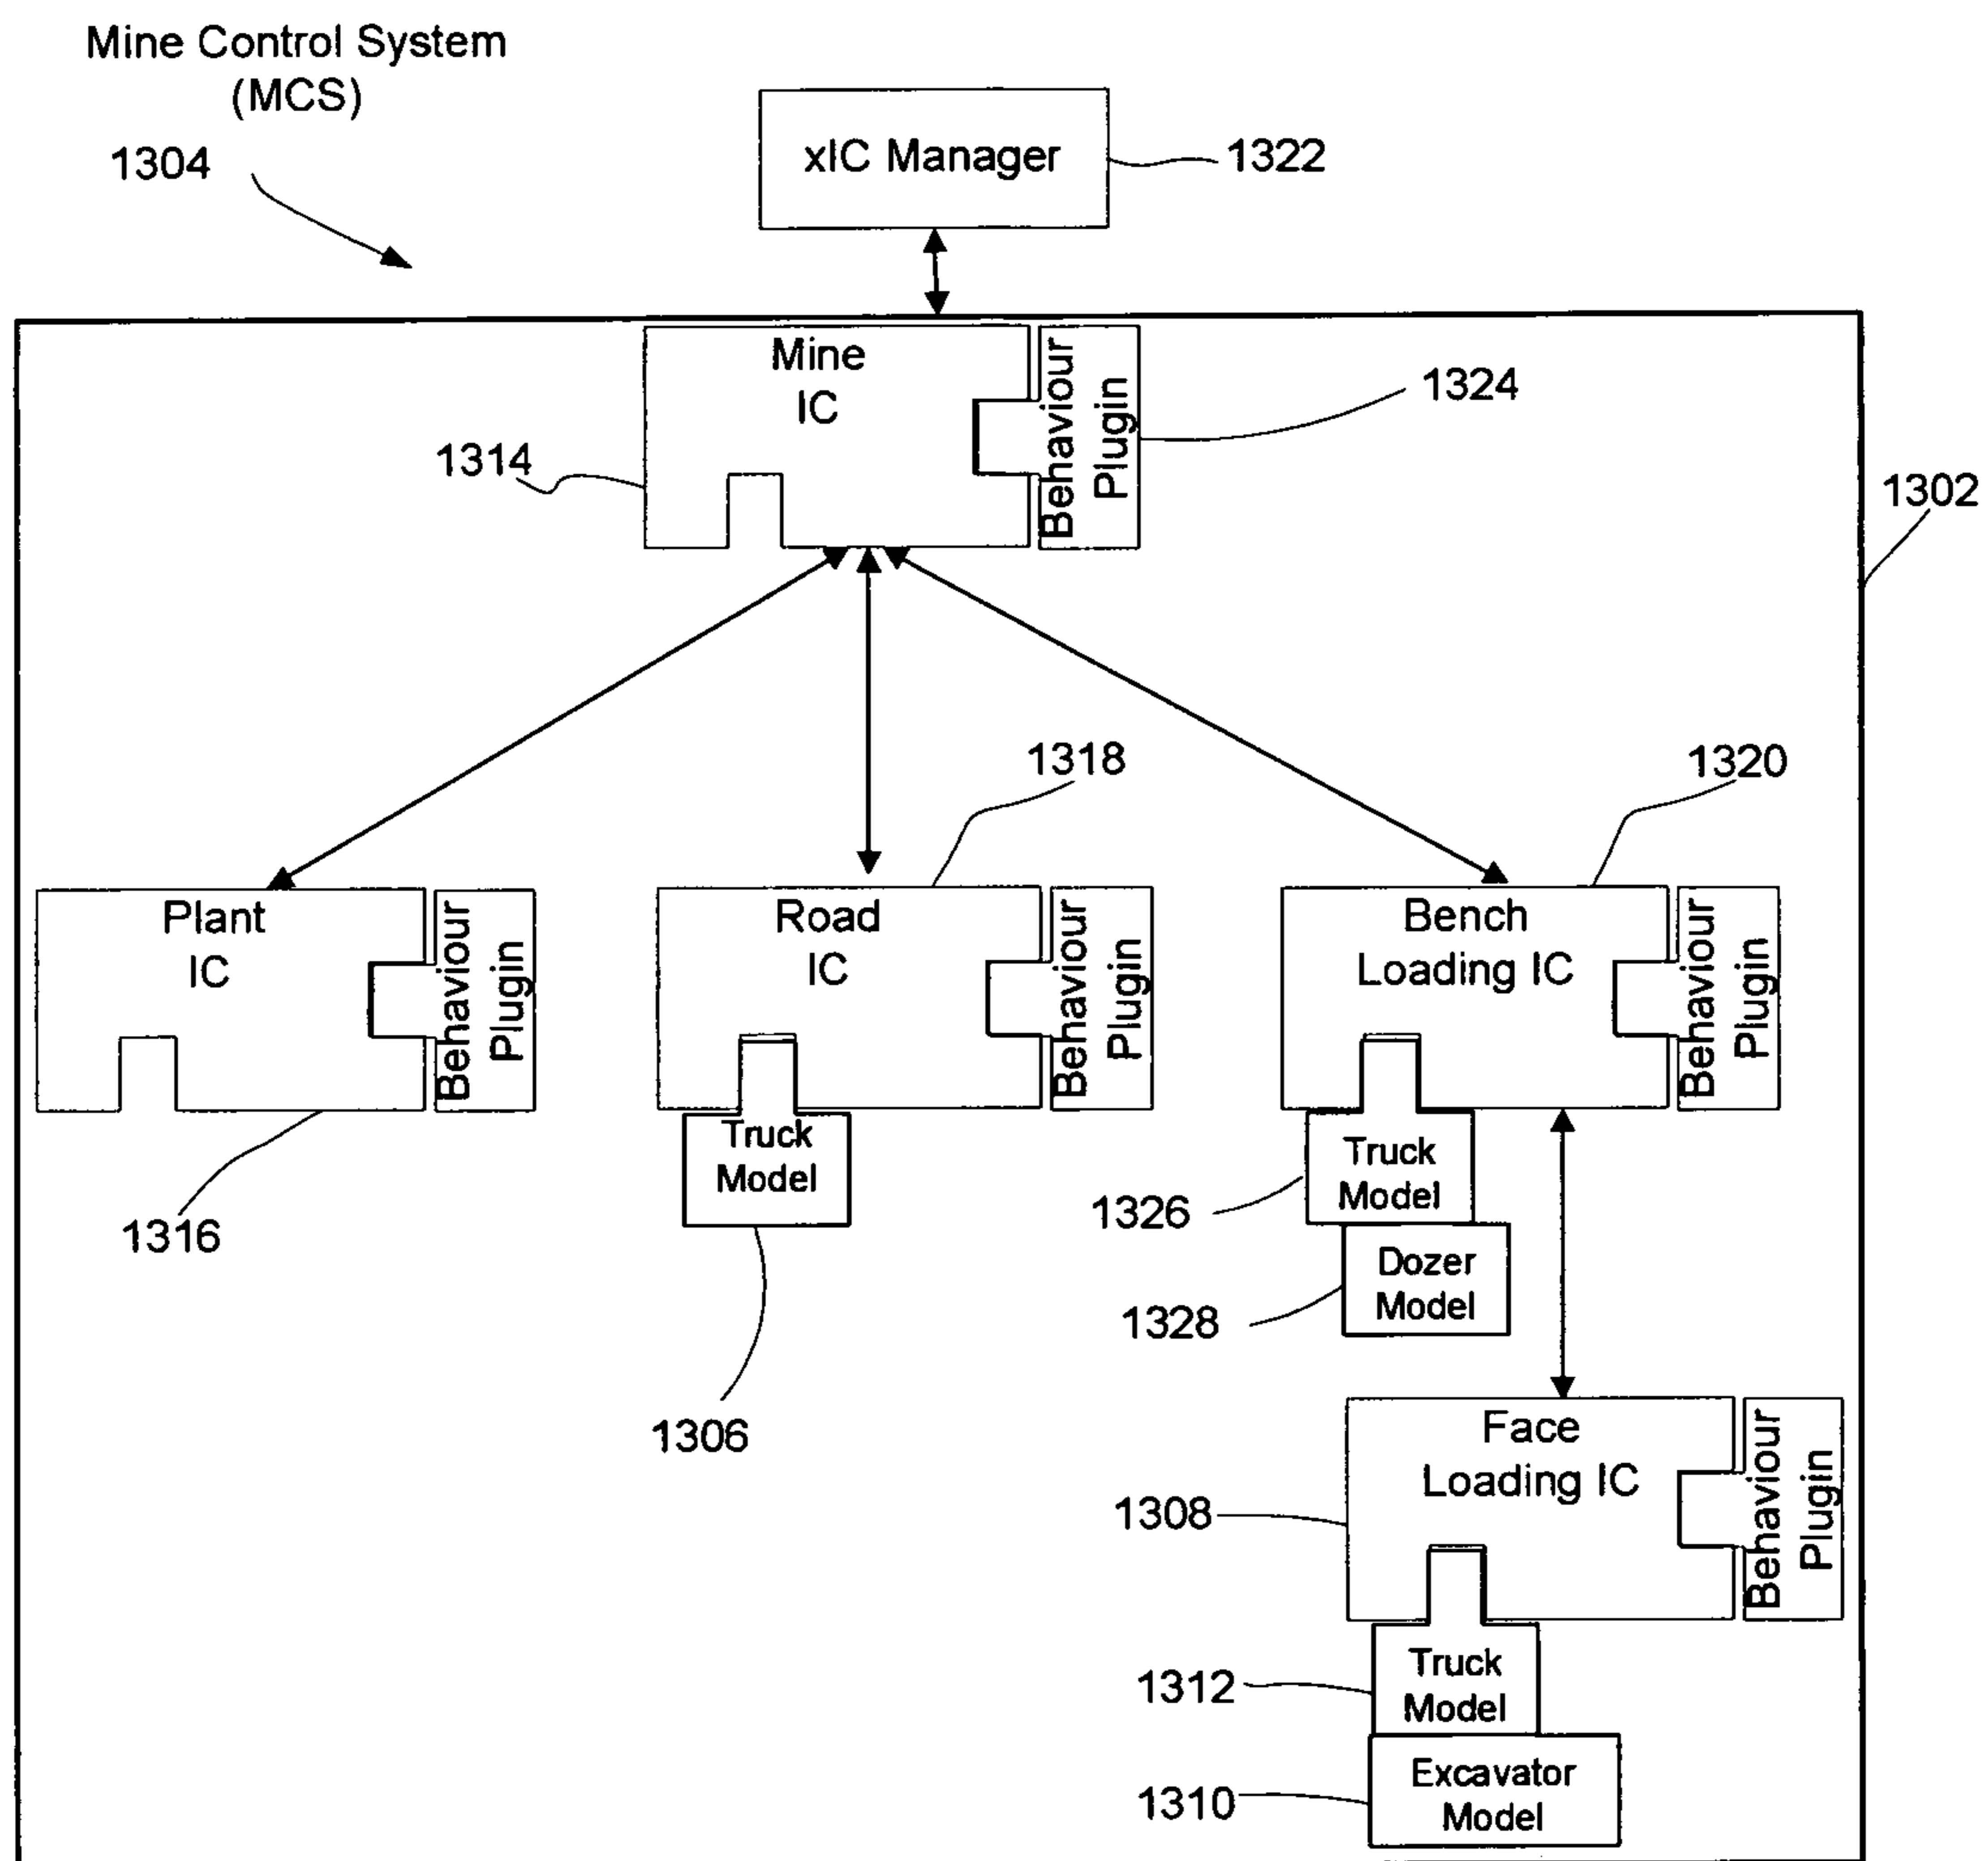 Mine Control System
(MCS)
1304
xIC Manager
1322
Mine
IC
Behaviour
Plugin
1324
1314
1302
1318
1320
Plant
IC
Behaviour
Plugin
Road
IC
Behaviour
Plugin
Bench
Loading IC
Behaviour
Plugin
Truck
Model
Truck
Model
1326
1316
Dozer
Model
1328
1306
Face
Loading IC
Behaviour
Plugin
1308
Truck
Model
1312
Excavator
Model
1310